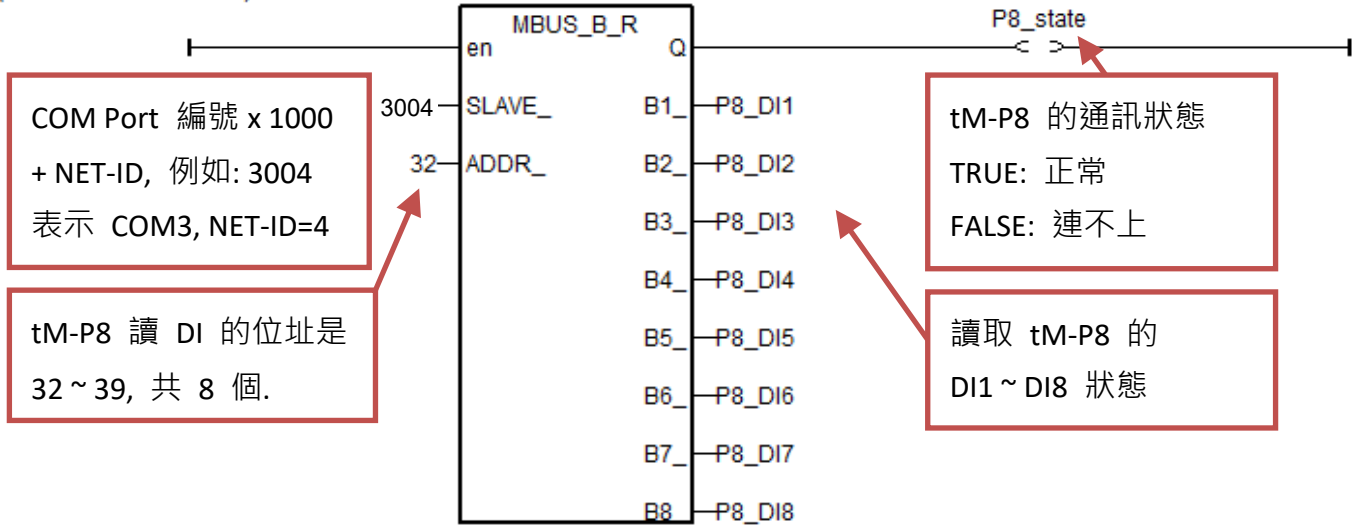 MBUS_B_R
en
Q
P8_state
3004
SLAVE_
B1_
P8_DI1
32
ADDR_
B2_
P8_DI2
B3_
P8_DI3
B4_
P8_DI4
B5_
P8_DI5
B6_
P8_DI6
B7_
P8_DI7
B8
P8_DI8
COM Port 編號 x 1000
+ NET-ID, 例如: 3004
表示 COM3, NET-ID=4
tM-P8 讀 DI 的位址是
32 ~ 39, 共 8 個.
tM-P8 的通訊狀態
TRUE: 正常
FALSE: 連不上
讀取 tM-P8 的
DI1 ~ DI8 狀態